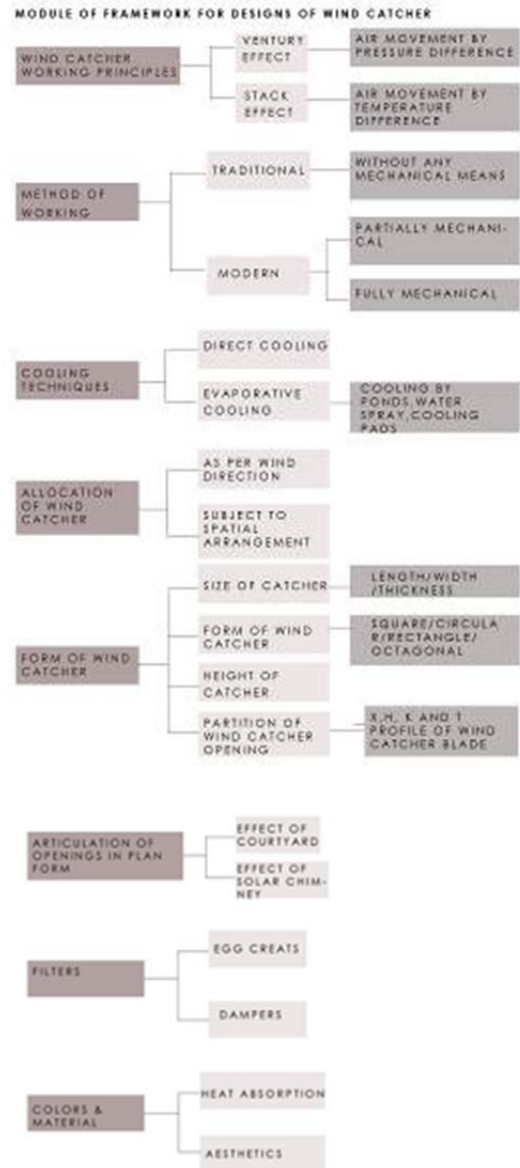 MODULE OF FRAMEWORK FOR DESIGNS OF WIND CATCHER
WIND CATCHER
WORKING PRINCIPLES
VENTURY
EFFECT
AIR MOVEMENT BY
PRESSURE DIFFERENCE
STACK
EFFECT
AIR MOVEMENT BY
TEMPERATURE
DIFFERENCE
METHOD OF
WORKING
TRADITIONAL
WITHOUT ANY
MECHANICAL MEANS
MODERN
PARTIALLY MECHANI-
CAL
FULLY MECHANICAL
COOLING
TECHNIQUES
DIRECT COOLING
EVAPORATIVE
COOLING
COOLING BY
PONDS,WATER
SPRAY,COOLING
PADS
ALLOCATION
OF WIND
CATCHER
AS PER WIND
DIRECTION
SUBJECT TO
SPATIAL
ARRANGEMENT
FORM OF WIND
CATCHER
SIZE OF CATCHER
LENGTH/WIDTH
/THICKNESS
FORM OF WIND
CATCHER
SQUARE/CIRCULA
R/RECTANGLE/
OCTAGONAL
HEIGHT OF
CATCHER
PARTITION OF
WIND CATCHER
OPENING
X,H, K AND T
PROFILE OF WIND
CATCHER BLADE
ARTICULATION OF
OPENINGS IN PLAN
FORM
EFFECT OF
COURTYARD
EFFECT OF
SOLAR CHIM-
NEY
FILTERS
EGG CREATS
DAMPERS
COLORS &
MATERIAL
HEAT ABSORPTION
AESTHETICS